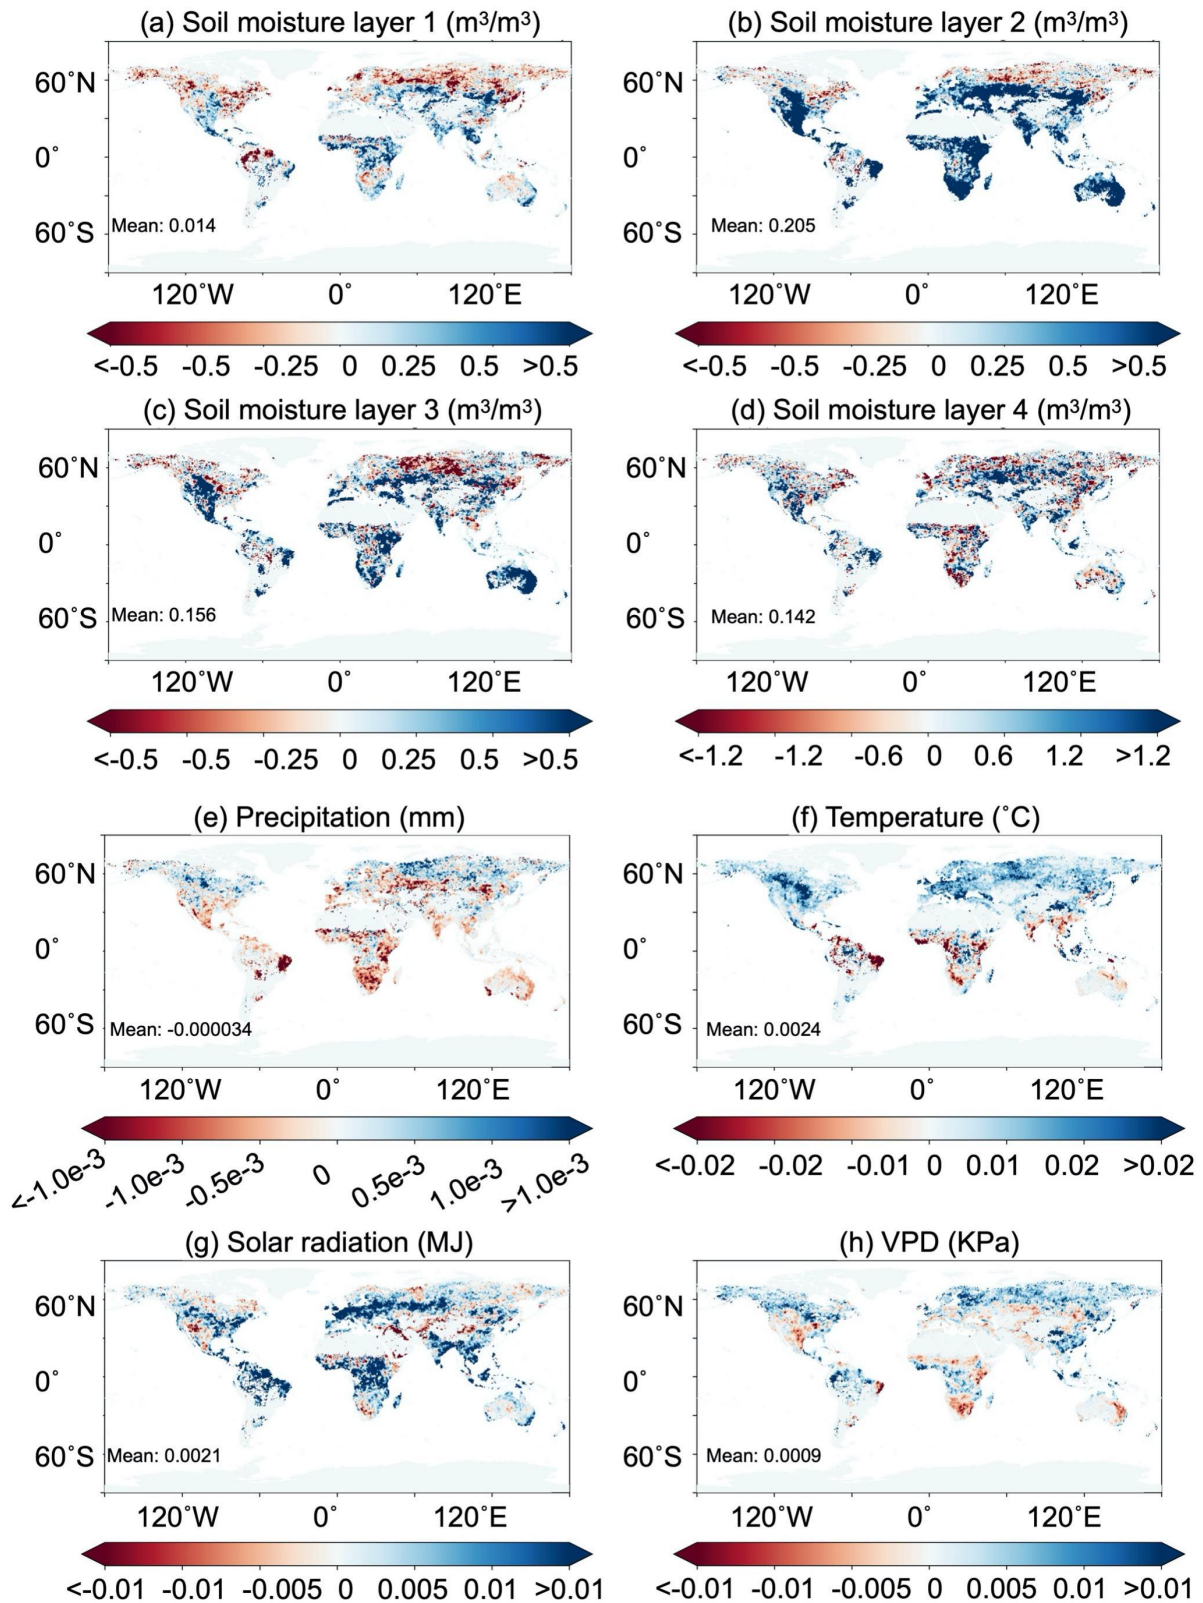 (a) Soil moisture layer 1 (m³/m³) (b) Soil moisture layer 2 (m³/m³)
60˚N 60˚N
0˚ 0˚
60˚S Mean: 0.014 60˚S Mean: 0.205
120˚W 0˚ 120˚E 120˚W 0˚ 120˚E
<-0.5 -0.5 -0.25 0 0.25 0.5 >0.5 <-0.5 -0.5 -0.25 0 0.25 0.5 >0.5
(c) Soil moisture layer 3 (m³/m³) (d) Soil moisture layer 4 (m³/m³)
60˚N 60˚N
0˚ 0˚
60˚S Mean: 0.156 60˚S Mean: 0.142
120˚W 0˚ 120˚E 120˚W 0˚ 120˚E
<-0.5 -0.5 -0.25 0 0.25 0.5 >0.5 <-1.2 -1.2 -0.6 0 0.6 1.2 >1.2
(e) Precipitation (mm) (f) Temperature (˚C)
60˚N 60˚N
0˚ 0˚
60˚S Mean: -0.000034 60˚S Mean: 0.0024
120˚W 0˚ 120˚E 120˚W 0˚ 120˚E
<-1.0e-3 -1.0e-3 -0.5e-3 0 0.5e-3 1.0e-3 >1.0e-3 <-0.02 -0.02 -0.01 0 0.01 0.02 >0.02
(g) Solar radiation (MJ) (h) VPD (KPa)
60˚N 60˚N
0˚ 0˚
60˚S Mean: 0.0021 60˚S Mean: 0.0009
120˚W 0˚ 120˚E 120˚W 0˚ 120˚E
<-0.01 -0.01 -0.005 0 0.005 0.01 >0.01 <-0.01 -0.01 -0.005 0 0.005 0.01 >0.01